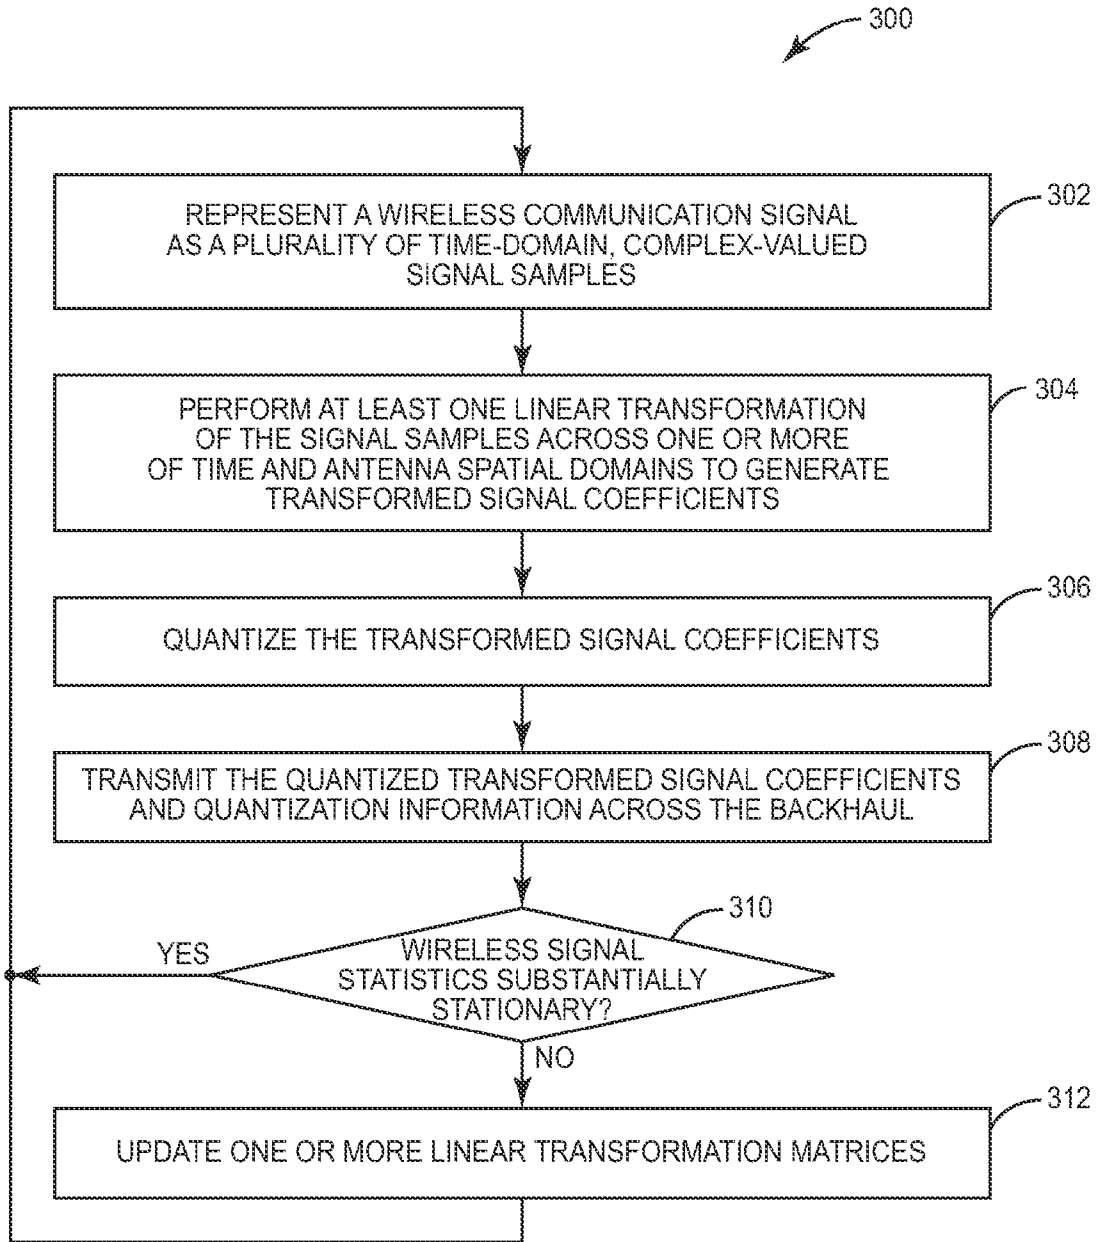 300
302
REPRESENT A WIRELESS COMMUNICATION SIGNAL
AS A PLURALITY OF TIME-DOMAIN, COMPLEX-VALUED
SIGNAL SAMPLES
304
PERFORM AT LEAST ONE LINEAR TRANSFORMATION
OF THE SIGNAL SAMPLES ACROSS ONE OR MORE
OF TIME AND ANTENNA SPATIAL DOMAINS TO GENERATE
TRANSFORMED SIGNAL COEFFICIENTS
306
QUANTIZE THE TRANSFORMED SIGNAL COEFFICIENTS
308
TRANSMIT THE QUANTIZED TRANSFORMED SIGNAL COEFFICIENTS
AND QUANTIZATION INFORMATION ACROSS THE BACKHAUL
310
YES
WIRELESS SIGNAL
STATISTICS SUBSTANTIALLY
STATIONARY?
NO
312
UPDATE ONE OR MORE LINEAR TRANSFORMATION MATRICES